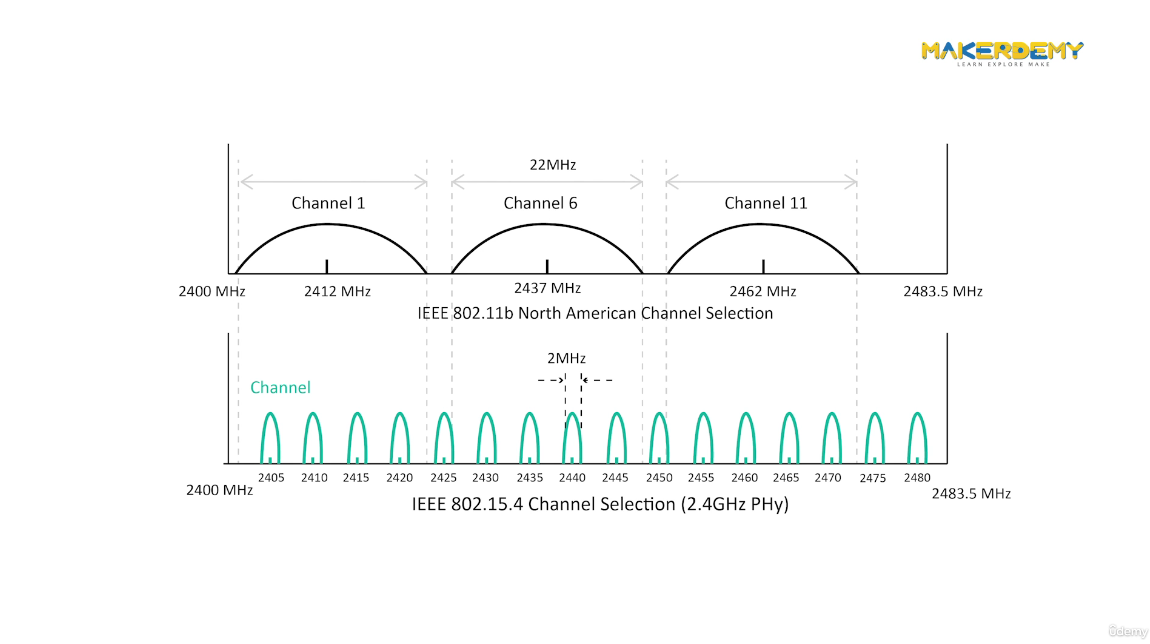 MAKERDEMY
LEARN EXPLORE MAKE
22MHz
Channel 1
Channel 6
Channel 11
2400 MHz
2412 MHz
2437 MHz
2462 MHz
2483.5 MHz
IEEE 802.11b North American Channel Selection
2MHz
Channel
2405 2410 2415 2420 2425 2430 2435 2440 2445 2450 2455 2460 2465 2470 2475 2480
2400 MHz
2483.5 MHz
IEEE 802.15.4 Channel Selection (2.4GHz PHy)
ûdemy